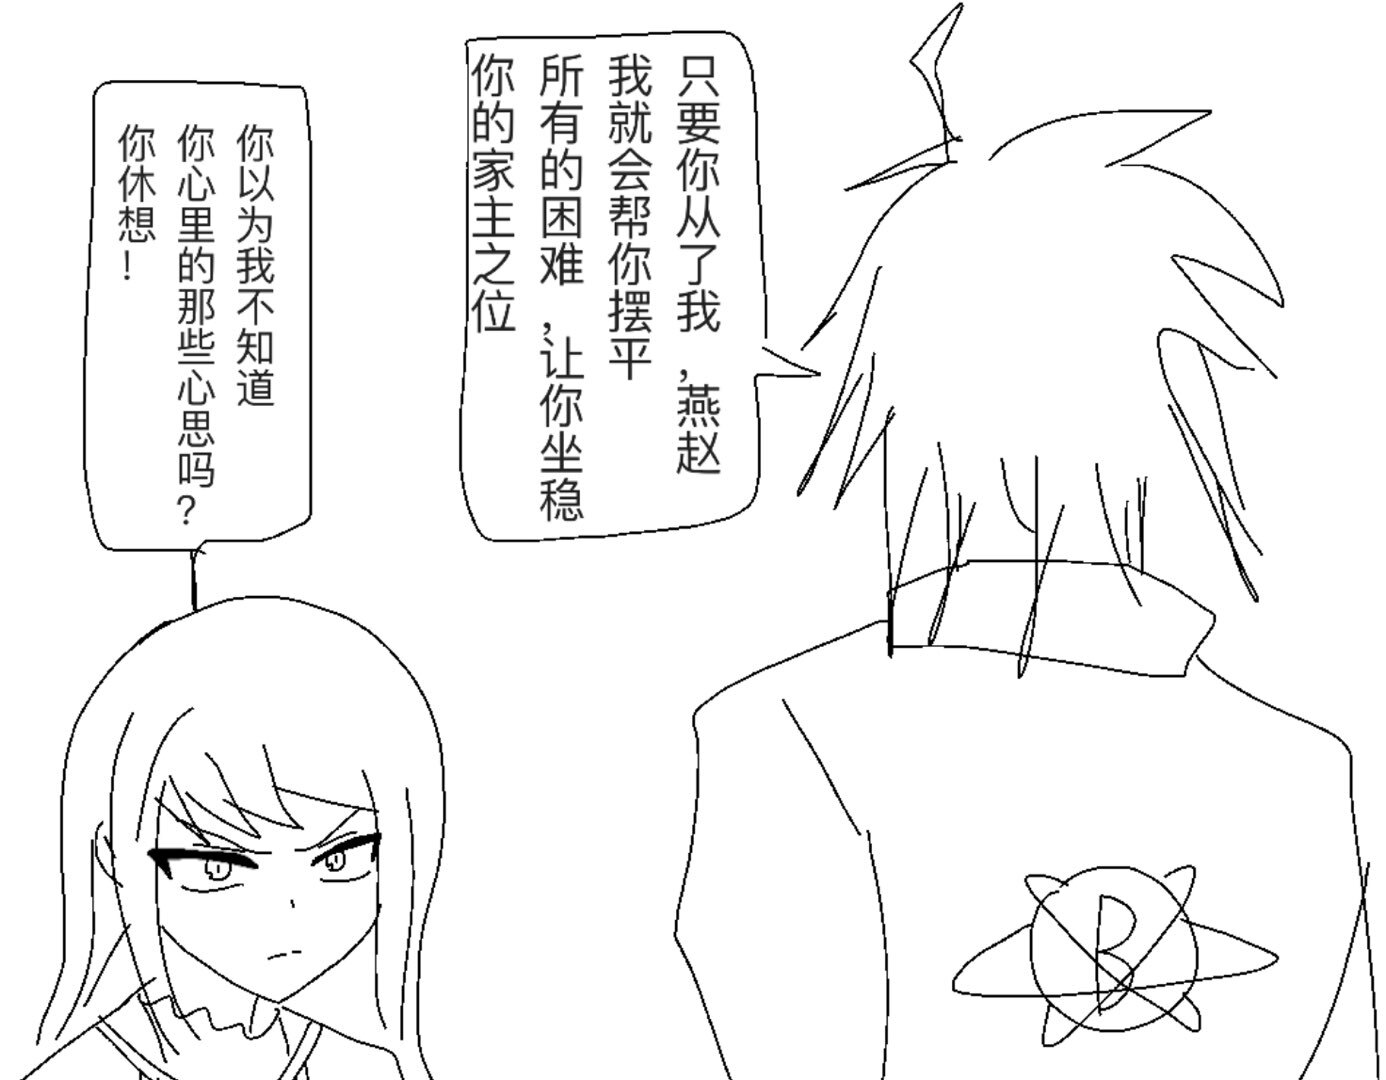 只要你从了我,燕赵
我就会帮你摆平
所有的困难,让你坐稳
你的家主之位
你以为我不知道
你心里的那些心思吗?
你休想!
B